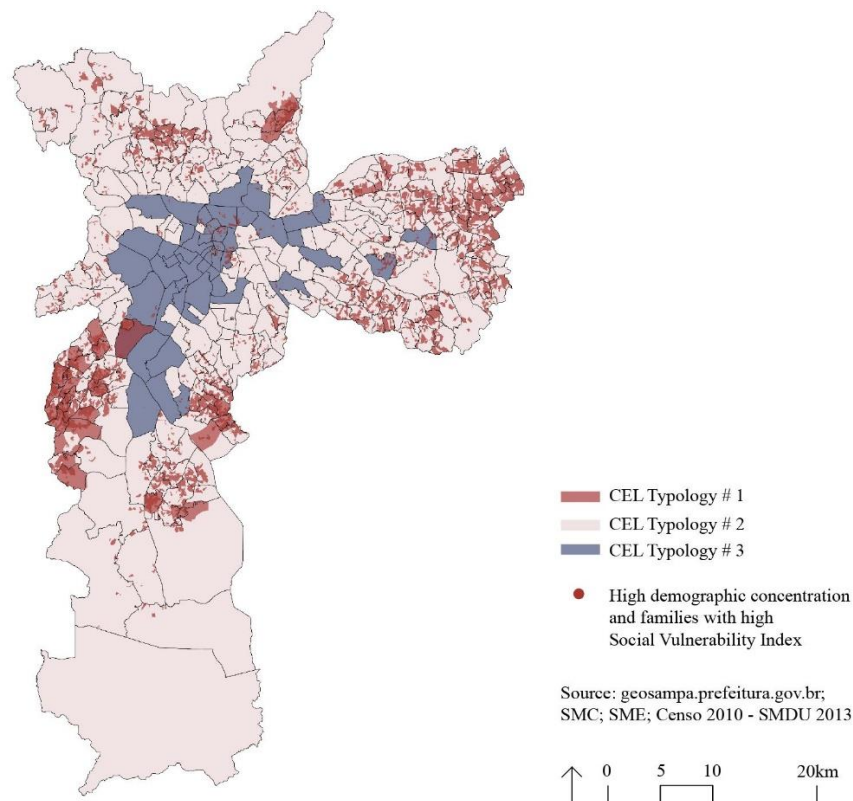 CEL Typology # 1
CEL Typology # 2
CEL Typology # 3
High demographic concentration
and families with high
Social Vulnerability Index
Source: geosampa.prefeitura.gov.br;
SMC; SME; Censo 2010 - SMDU 2013
0 5 10 20km